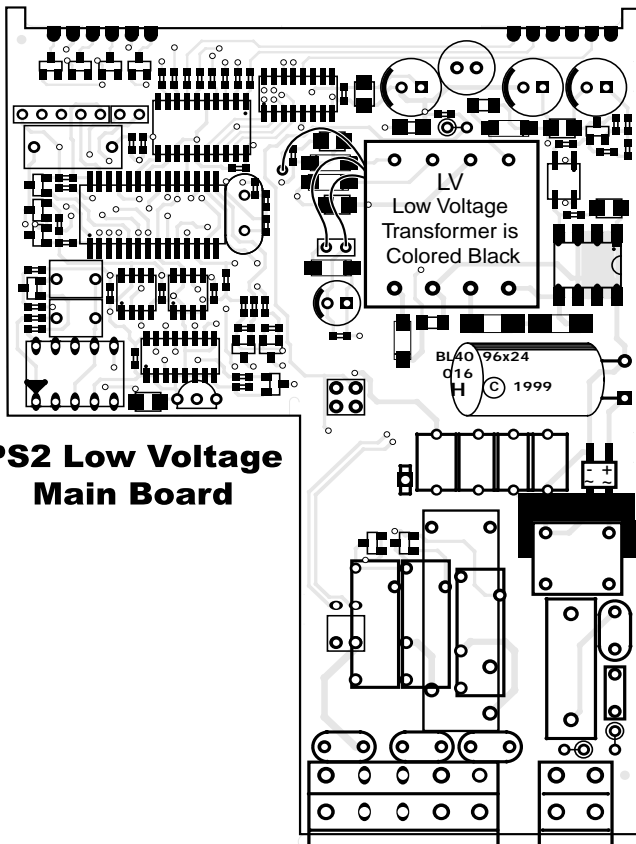 LV
Low Voltage
Transformer is
Colored Black
BL40 96x24
016
H © 1999
- +
~ ~
PS2 Low Voltage
Main Board